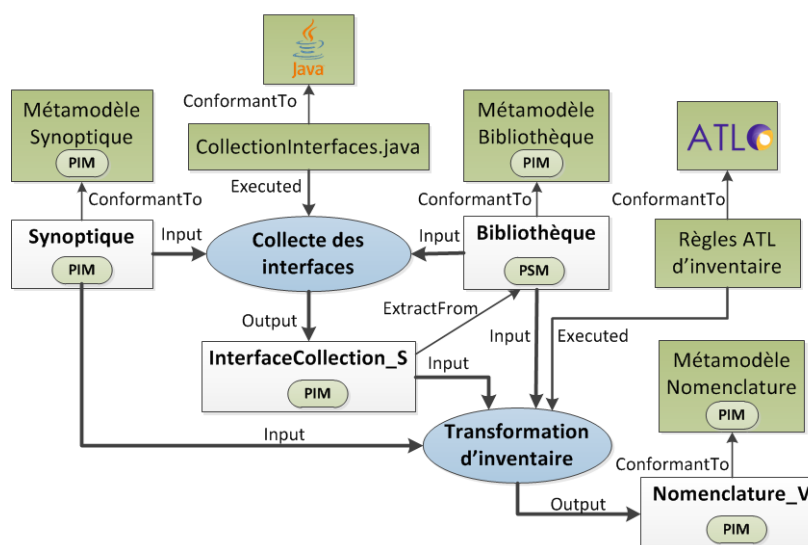 Java
ConformantTo
Métamodèle
Synoptique
PIM
CollectionInterfaces.java
Métamodèle
Bibliothèque
PIM
ATL
ConformantTo
Executed
ConformantTo
ConformantTo
Synoptique
PIM
Input
Collecte des
interfaces
Input
Bibliothèque
PSM
Règles ATL
d'inventaire
Output
ExtractFrom
Input
Executed
InterfaceCollection_S
PIM
Input
Métamodèle
Nomenclature
PIM
Input
Transformation
d'inventaire
ConformantTo
Output
Nomenclature_V
PIM